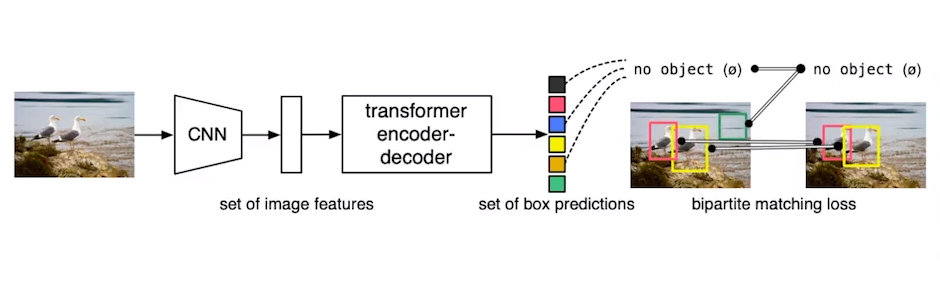 no object (ø)
no object (ø)
CNN
transformer
encoder-
decoder
set of image features
set of box predictions
bipartite matching loss